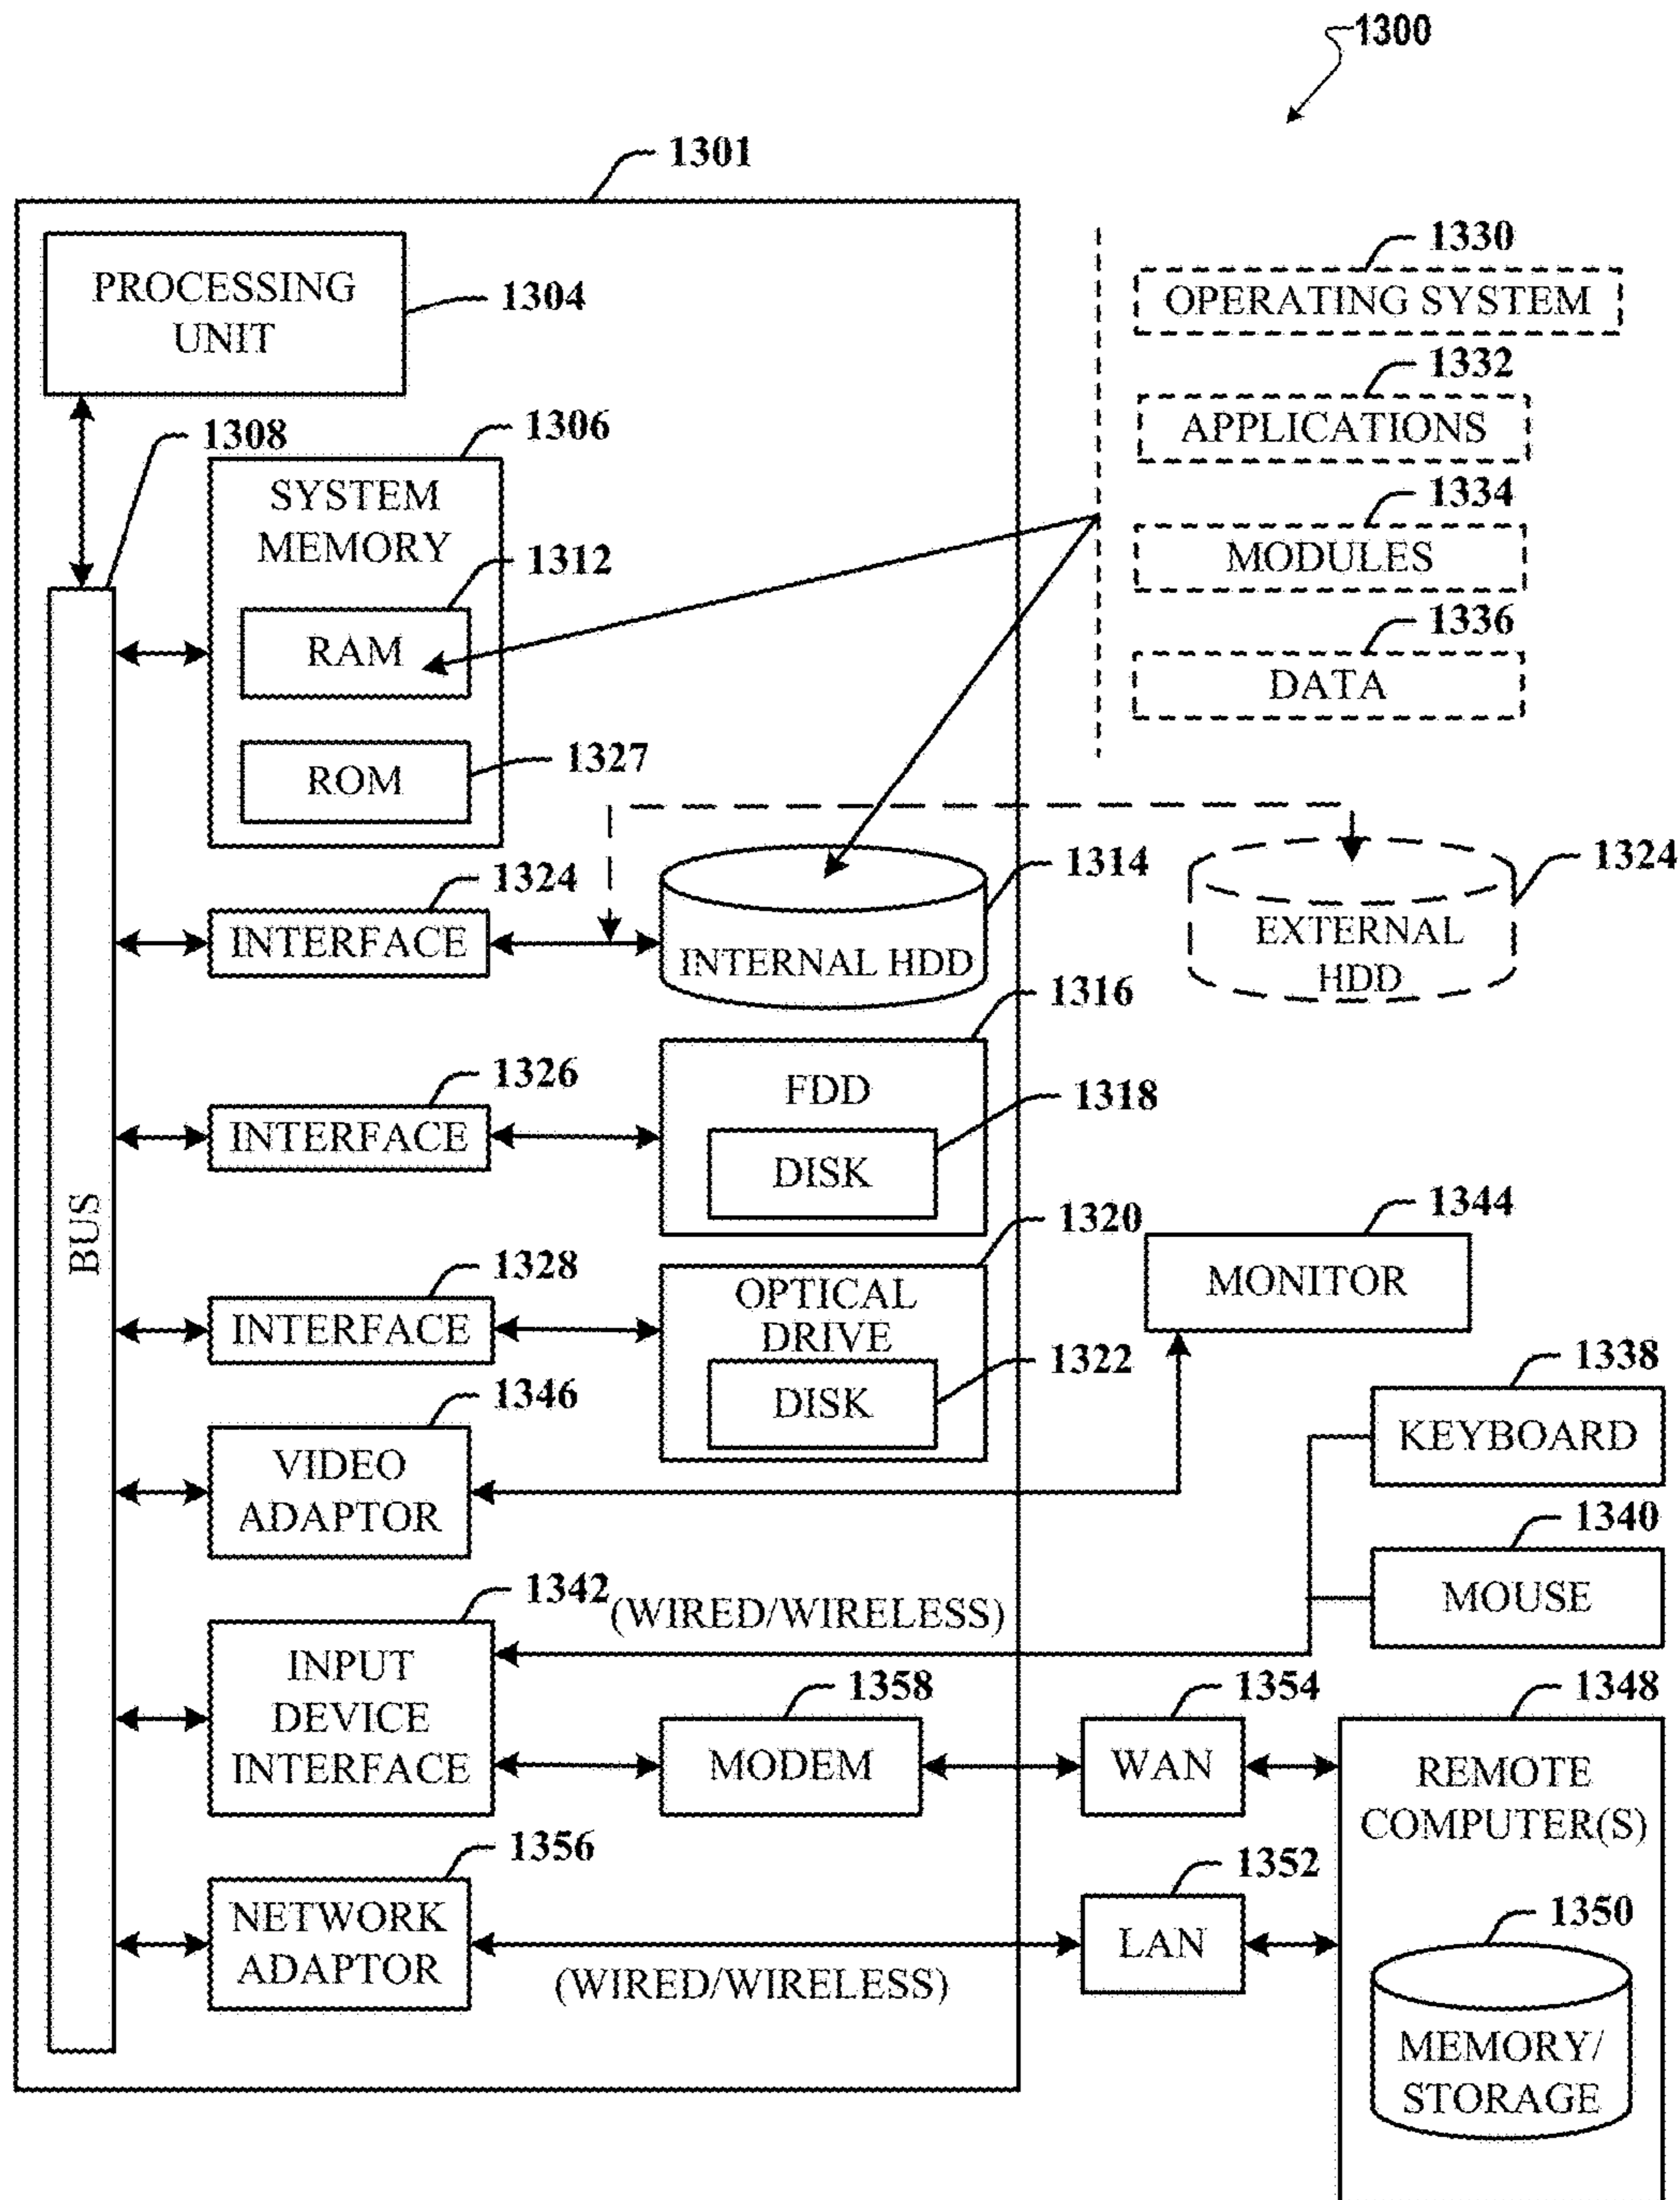 1300
1301
PROCESSING
UNIT
1304
1330
OPERATING SYSTEM
1332
APPLICATIONS
1334
MODULES
1336
DATA
1308
1306
SYSTEM
MEMORY
1312
RAM
ROM
1327
1324
INTERFACE
1314
INTERNAL HDD
1324
EXTERNAL
HDD
1316
1326
INTERFACE
FDD
1318
DISK
BUS
1320
1328
INTERFACE
OPTICAL
DRIVE
1322
DISK
1344
MONITOR
1346
VIDEO
ADAPTOR
1338
KEYBOARD
1340
MOUSE
1342
(WIRED/WIRELESS)
INPUT
DEVICE
INTERFACE
1358
MODEM
1354
WAN
1348
REMOTE
COMPUTER(S)
1356
NETWORK
ADAPTOR
(WIRED/WIRELESS)
1352
LAN
1350
MEMORY/
STORAGE